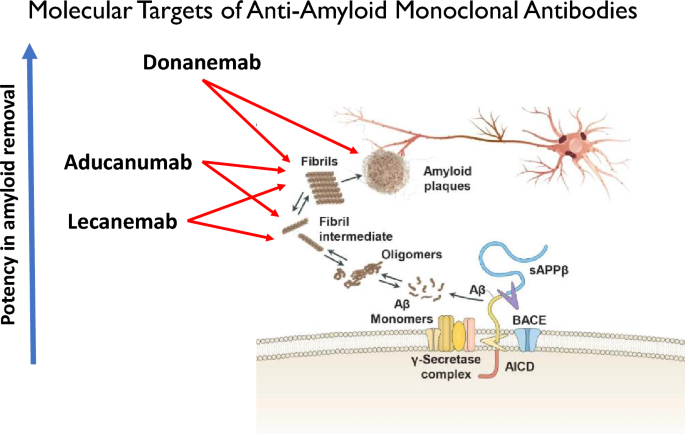 Molecular Targets of Anti-Amyloid Monoclonal Antibodies
Potency in amyloid removal
Donanemab
Aducanumab
Lecanemab
Fibrils
Amyloid
plaques
Fibril
intermediate
Oligomers
sAPPβ
Aβ
Aβ
Monomers
BACE
γ-Secretase
complex
AICD